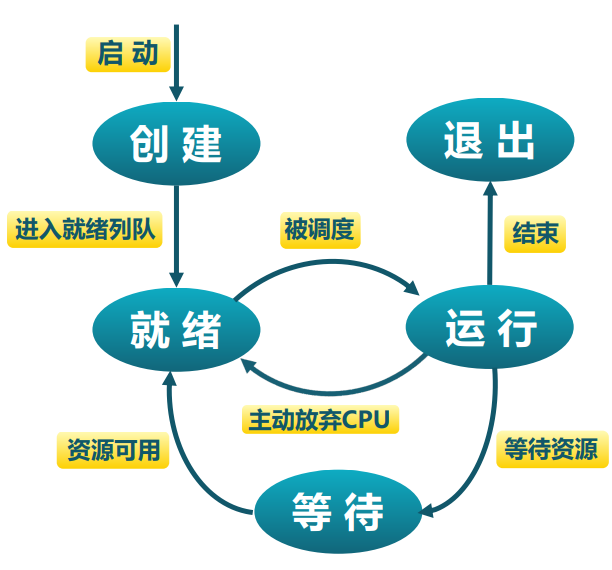 启 动
创 建
退 出
进入就绪列队
被调度
结束
就 绪
运 行
主动放弃CPU
资源可用
等待资源
等 待